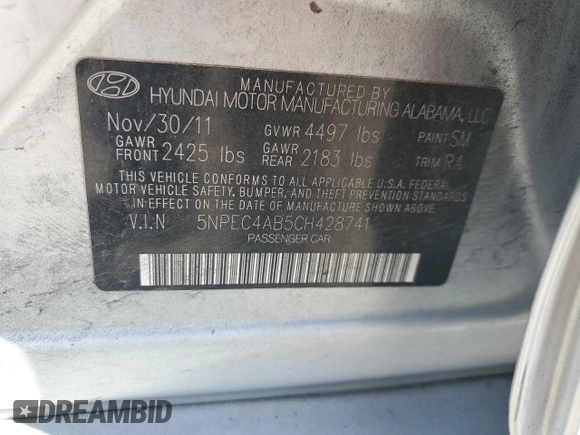 MANUFACTURED BY
HYUNDAI MOTOR MANUFACTURING ALABAMA, LLC
Nov/30/11 GVWR 4497 lbs PAINT SM
GAWR FRONT 2425 lbs GAWR REAR 2183 lbs TRIM RA
THIS VEHICLE CONFORMS TO ALL APPLICABLE U.S.A. FEDERAL
MOTOR VEHICLE SAFETY, BUMPER, AND THEFT PREVENTION STANDARDS
IN EFFECT ON THE DATE OF MANUFACTURE SHOWN ABOVE.
V.I.N 5NPEC4AB5CH428741
PASSENGER CAR
DREAMBID